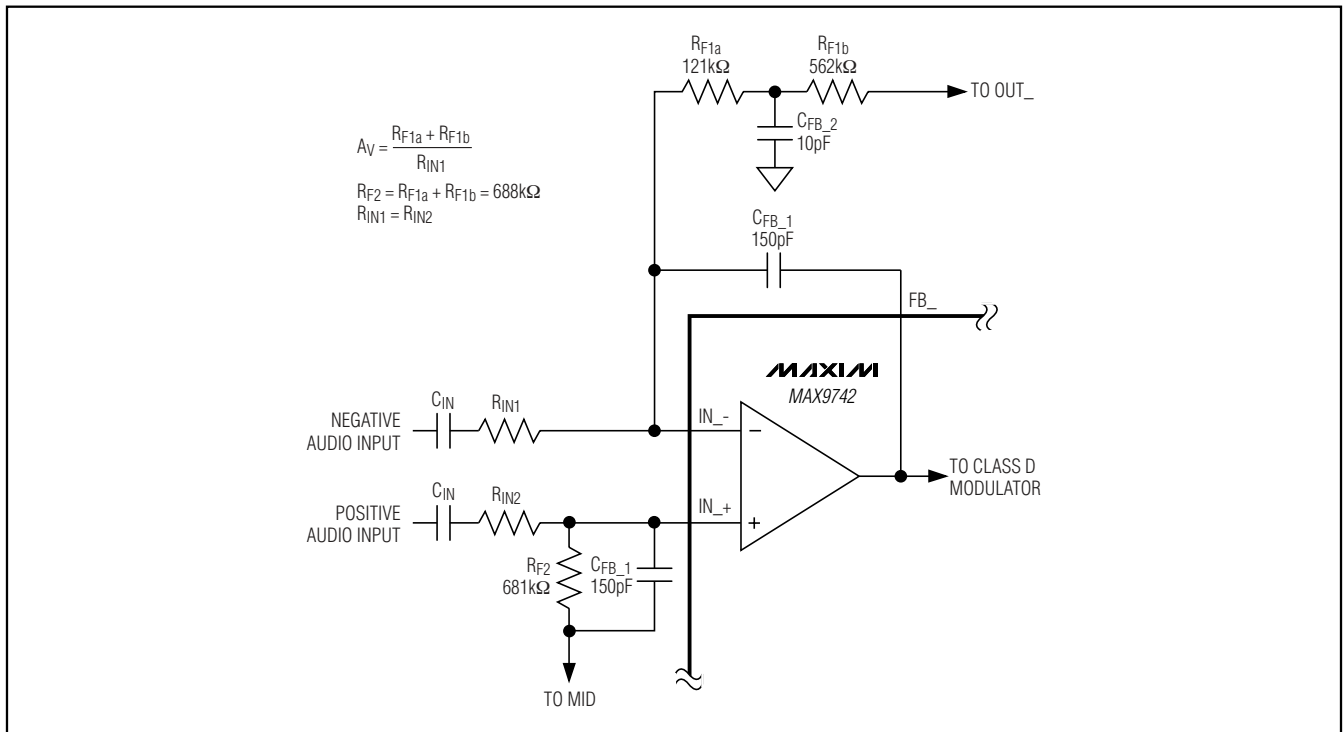 RF1a
121kΩ
RF1b
562kΩ
TO OUT_
CFB_2
10pF
AV = RF1a + RF1b / RIN1
RF2 = RF1a + RF1b = 688kΩ
RIN1 = RIN2
CFB_1
150pF
FB_
MAXIM
MAX9742
NEGATIVE
AUDIO INPUT
CIN
RIN1
IN_-
−
TO CLASS D
MODULATOR
POSITIVE
AUDIO INPUT
CIN
RIN2
IN_+
+
RF2
681kΩ
CFB_1
150pF
TO MID